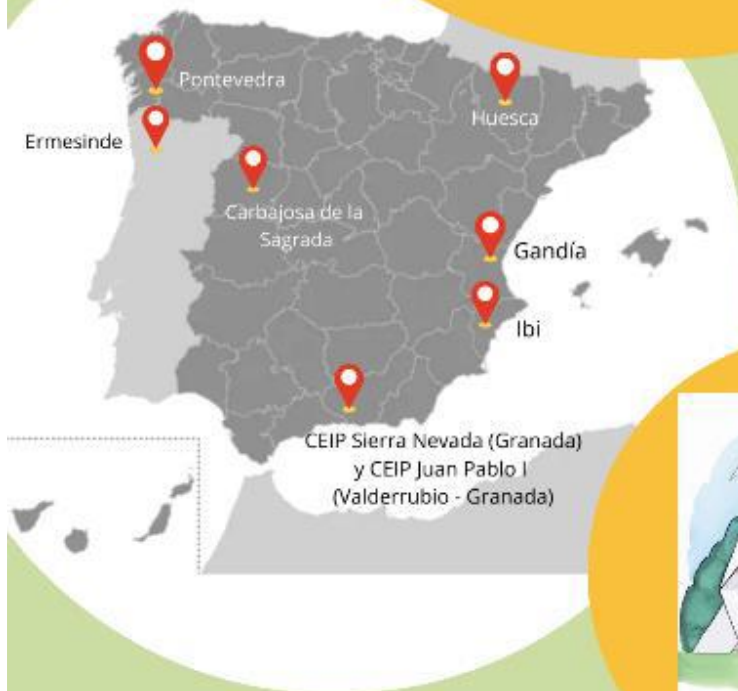 Pontevedra
Huesca
Ermesinde
Carbajosa de la
Sagrada
Gandía
Ibi
CEIP Sierra Nevada (Granada)
y CEIP Juan Pablo I
(Valderrubio - Granada)